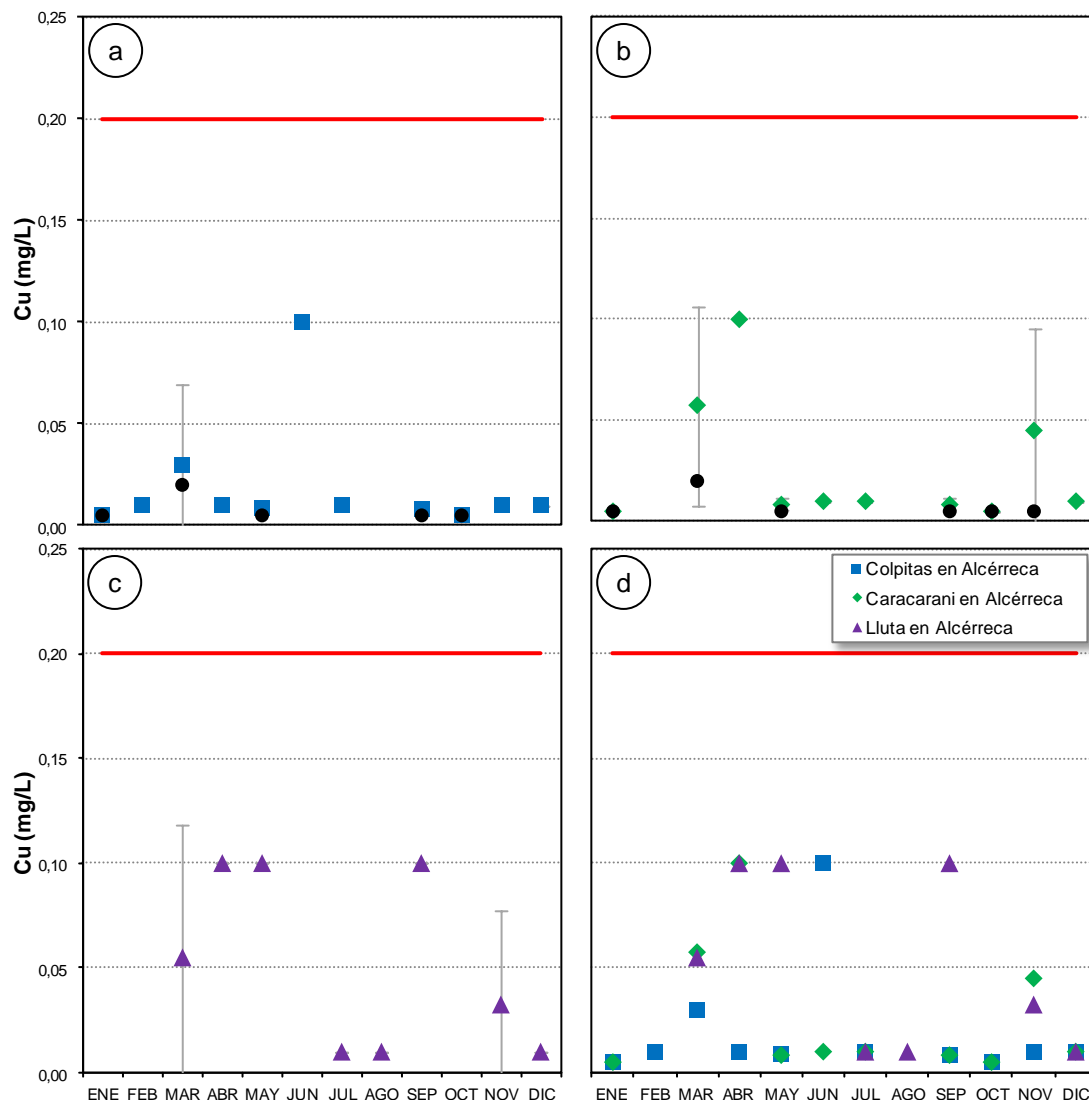 0,25
0,20
0,15
0,10
0,05
0,00
Cu (mg/L)
a
b
0,25
0,20
0,15
0,10
0,05
0,00
Cu (mg/L)
c
d
Colpitas en Alcérreca
Caracarani en Alcérreca
Lluta en Alcérreca
ENE FEB MAR ABR MAY JUN JUL AGO SEP OCT NOV DIC
ENE FEB MAR ABR MAY JUN JUL AGO SEP OCT NOV DIC